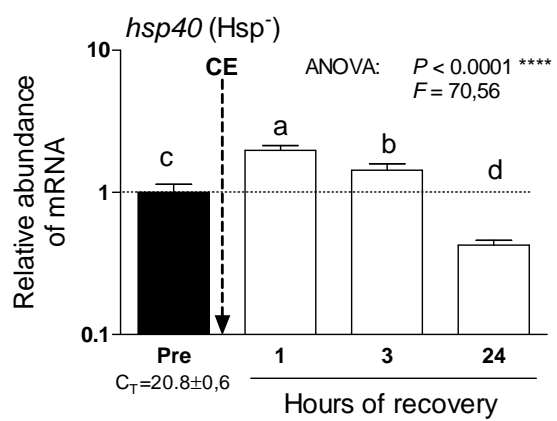 hsp40 (Hsp⁻)
10
CE
ANOVA: P < 0.0001 ****
F = 70,56
a
b
c
d
Relative abundance
of mRNA
1
0.1
Pre 1 3 24
C_T=20.8±0,6
Hours of recovery